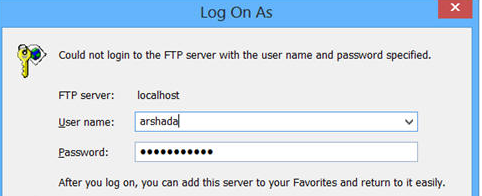 Log On As
Could not login to the FTP server with the user name and password specified.
FTP server: localhost
User name: arshada
Password: •••••••••••
After you log on, you can add this server to your Favorites and return to it easily.